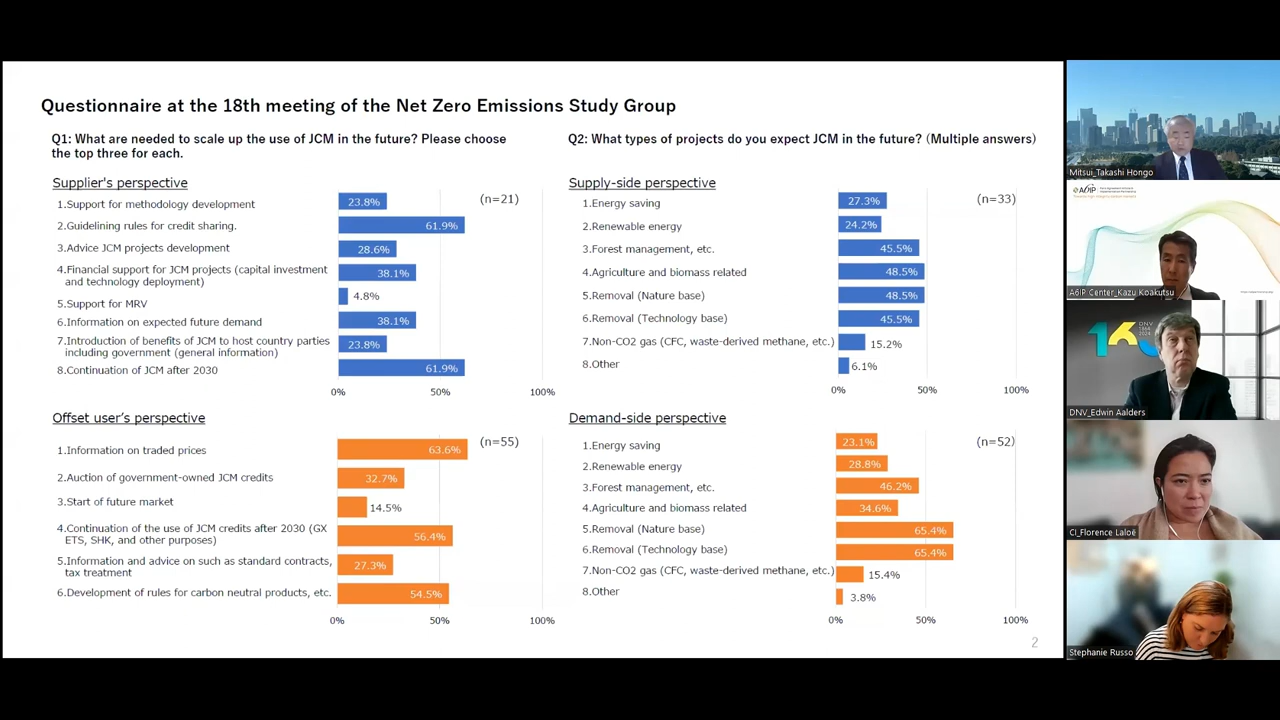 Questionnaire at the 18th meeting of the Net Zero Emissions Study Group
Q1: What are needed to scale up the use of JCM in the future? Please choose
the top three for each.
Supplier's perspective
(n=21)
1.Support for methodology development
23.8%
2.Guidelining rules for credit sharing.
61.9%
3.Advice JCM projects development
28.6%
4.Financial support for JCM projects (capital investment
and technology deployment)
38.1%
5.Support for MRV
4.8%
6.Information on expected future demand
38.1%
7.Introduction of benefits of JCM to host country parties
including government (general information)
23.8%
8.Continuation of JCM after 2030
61.9%
0% 50% 100%
Offset user's perspective
(n=55)
1.Information on traded prices
63.6%
2.Auction of government-owned JCM credits
32.7%
3.Start of future market
14.5%
4.Continuation of the use of JCM credits after 2030 (GX
ETS, SHK, and other purposes)
56.4%
5.Information and advice on such as standard contracts,
tax treatment
27.3%
6.Development of rules for carbon neutral products, etc.
54.5%
0% 50% 100%
Q2: What types of projects do you expect JCM in the future? (Multiple answers)
Supply-side perspective
(n=33)
1.Energy saving
27.3%
2.Renewable energy
24.2%
3.Forest management, etc.
45.5%
4.Agriculture and biomass related
48.5%
5.Removal (Nature base)
48.5%
6.Removal (Technology base)
45.5%
7.Non-CO2 gas (CFC, waste-derived methane, etc.)
15.2%
8.Other
6.1%
0% 50% 100%
Demand-side perspective
(n=52)
1.Energy saving
23.1%
2.Renewable energy
28.8%
3.Forest management, etc.
46.2%
4.Agriculture and biomass related
34.6%
5.Removal (Nature base)
65.4%
6.Removal (Technology base)
65.4%
7.Non-CO2 gas (CFC, waste-derived methane, etc.)
15.4%
8.Other
3.8%
0% 50% 100%
2
Mitsui_Takashi Hongo
A6IP
A6IP Center_Kazu Koakutsu
DNV
DNV_Edwin Aalders
CI_Florence Laloë
Stephanie Russo